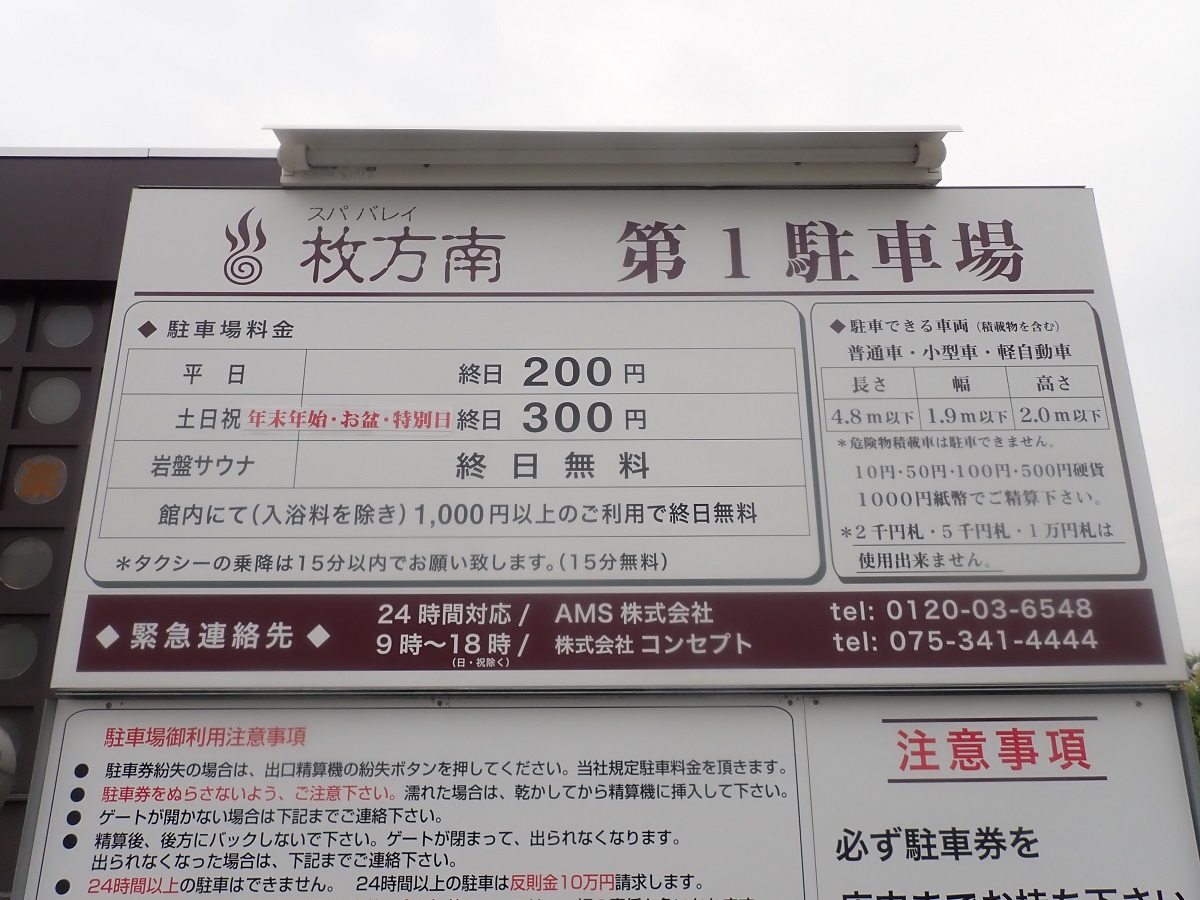 スパ バレイ
枚方南 第1駐車場
◆駐車場料金
平日 終日 200円
土日祝 年末年始・お盆・特別日 終日 300円
岩盤サウナ 終日無料
館内にて(入浴料を除き)1,000円以上のご利用で終日無料
*タクシーの乗降は15分以内でお願い致します。(15分無料)
◆駐車できる車両(積載物を含む)
普通車・小型車・軽自動車
長さ 幅 高さ
4.8m以下 1.9m以下 2.0m以下
*危険物積載車は駐車できません。
10円・50円・100円・500円硬貨
1000円紙幣でご精算下さい。
*2千円札・5千円札・1万円札は
使用出来ません。
◆緊急連絡先◆
24時間対応/ AMS株式会社 tel: 0120-03-6548
9時〜18時/ 株式会社コンセプト tel: 075-341-4444
(日・祝除く)
駐車場御利用注意事項
● 駐車券紛失の場合は、出口精算機の紛失ボタンを押してください。当社規定駐車料金を頂きます。
● 駐車券をぬらさないよう、ご注意下さい。濡れた場合は、乾かしてから精算機に挿入して下さい。
● ゲートが開かない場合は下記までご連絡下さい。
● 精算後、後方にバックしないで下さい。ゲートが閉まって、出られなくなります。
出られなくなった場合は、下記までご連絡下さい。
● 24時間以上の駐車はできません。 24時間以上の駐車は反則金10万円請求します。
注意事項
必ず駐車券を